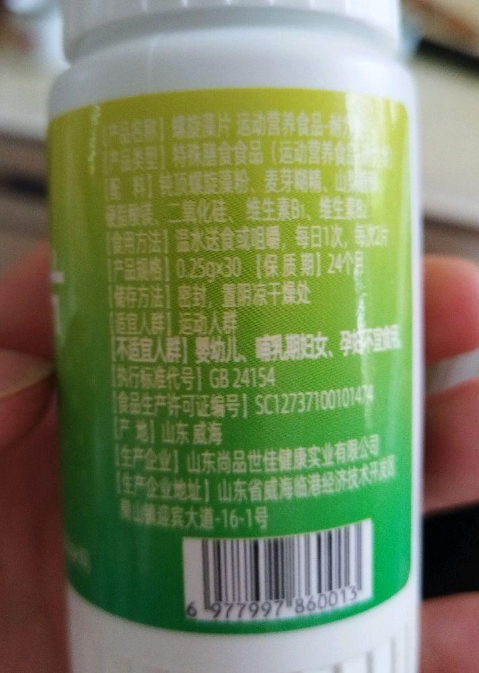 【产品名称】螺旋藻片 运动营养食品-耐力
【产品类型】特殊膳食食品（运动营养食品
【配 料】钟顶螺旋藻粉、麦芽糊精、山梨
硬脂酸镁、二氧化硅、维生素B₁、维生素B₂
【食用方法】温水送食或咀嚼，每日1次，每次2片
【产品规格】0.25g×30 【保质期】24个月
【储存方法】密封，置阴凉干燥处
【适宜人群】运动人群
【不适宜人群】婴幼儿、哺乳期妇女、孕妇不宜食用
【执行标准代号】GB 24154
【食品生产许可证编号】SC12737100101474
【产 地】山东 威海
【生产企业】山东尚品世佳健康实业有限公司
【生产企业地址】山东省威海临港经济技术开发区
山镇迎宾大道-16-1号
6 977997 860013